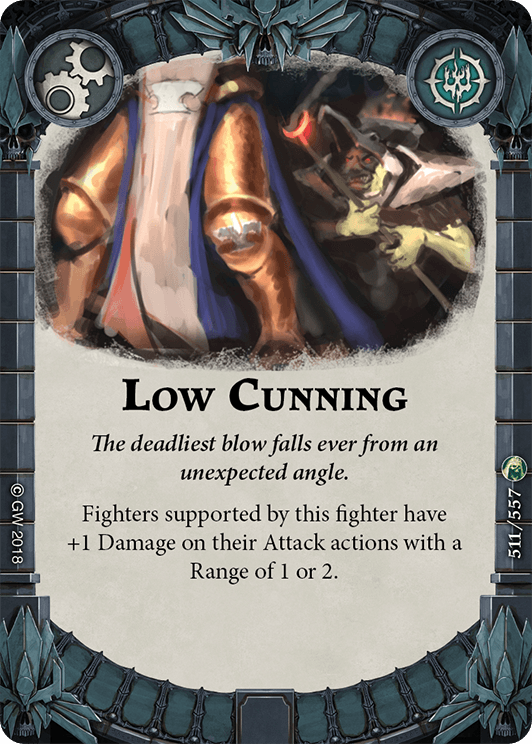 Low Cunning
The deadliest blow falls ever from an
unexpected angle.
Fighters supported by this fighter have
+1 Damage on their Attack actions with a
Range of 1 or 2.
© GW 2018
511/557